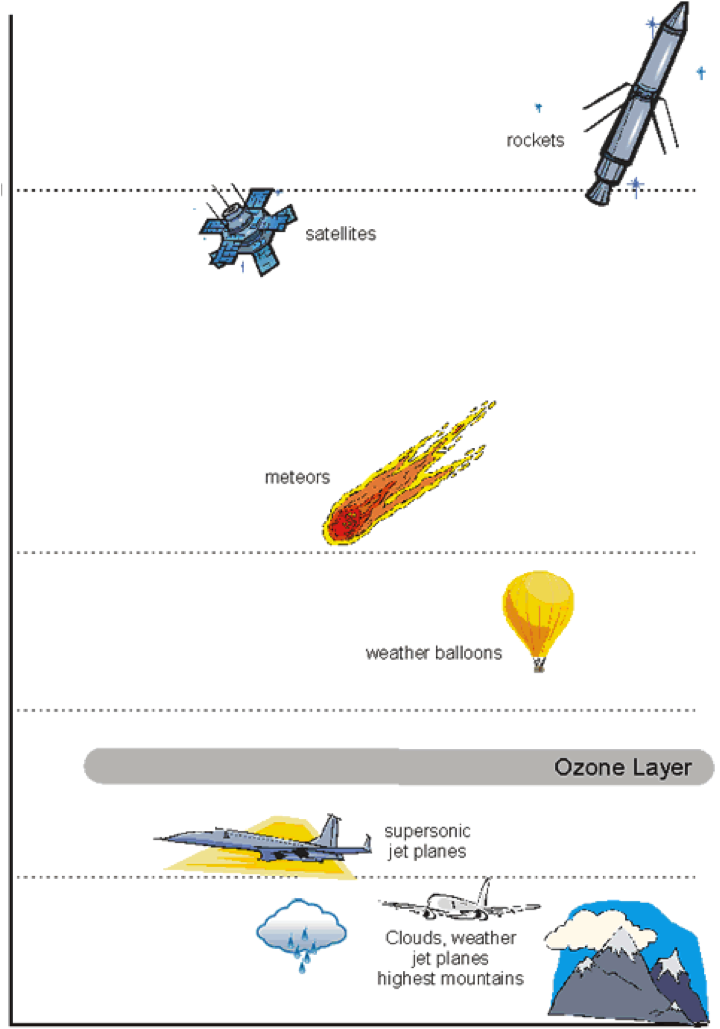 rockets
satellites
meteors
weather balloons
Ozone Layer
supersonic
jet planes
Clouds, weather
jet planes
highest mountains